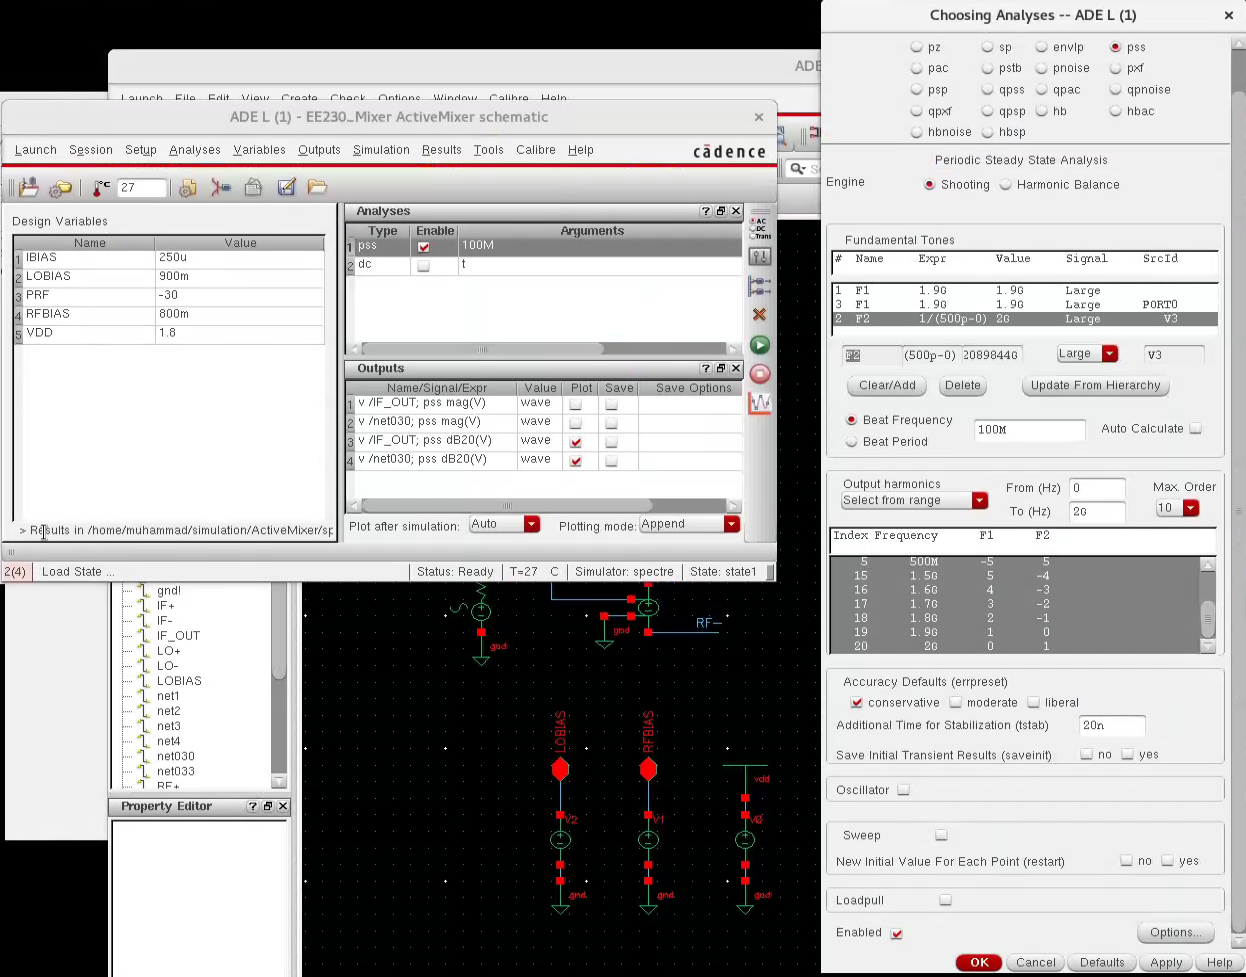 Choosing Analyses -- ADE L (1)
pz sp envlp pss
pac pstb pnoise pxf
psp qpss qpac qpnoise
qpxf qpsp hb hbac
hbnoise hbsp
Periodic Steady State Analysis
Engine Shooting Harmonic Balance
Fundamental Tones
# Name Expr Value Signal SrcId
1 F1 1.9G 1.9G Large
3 F1 1.9G 1.9G Large PORT0
2 F2 1/(500p-0) 2G Large V3
F2 (500p-0) 20898446 Large V3
Clear/Add Delete Update From Hierarchy
Beat Frequency
Beat Period
100M Auto Calculate
Output harmonics
Select from range
From (Hz) 0
To (Hz) 2G
Max. Order
10
Index Frequency F1 F2
5 500M -5 5
15 1.5G 5 -4
16 1.6G 4 -3
17 1.7G 3 -2
18 1.8G 2 -1
19 1.9G 1 0
20 2G 0 1
Accuracy Defaults (errpreset)
conservative moderate liberal
Additional Time for Stabilization (tstab) 20n
Save Initial Transient Results (saveinit) no yes
Oscillator
Sweep
New Initial Value For Each Point (restart) no yes
Loadpull
Enabled Options...
OK Cancel Defaults Apply Help
ADE
Launch File Edit View Create Check Options Window Calibre Help
ADE L (1) - EE230_Mixer ActiveMixer schematic
Launch Session Setup Analyses Variables Outputs Simulation Results Tools Calibre Help
cādence
°C 27
Design Variables
Name Value
1 IBIAS 250u
2 LOBIAS 900m
3 PRF -30
4 RFBIAS 800m
5 VDD 1.8
> Results in /home/muhammad/simulation/ActiveMixer/sp
Analyses
Type Enable Arguments
1 pss 100M
2 dc t
AC
DC
Trans
Outputs
Name/Signal/Expr Value Plot Save Save Options
1 v /IF_OUT; pss mag(V) wave
2 v /net030; pss mag(V) wave
3 v /IF_OUT; pss dB20(V) wave
4 v /net030; pss dB20(V) wave
Plot after simulation: Auto Plotting mode: Append
2(4) Load State ... Status: Ready T=27 C Simulator: spectre State: state1
gnd!
IF+
IF-
IF_OUT
LO+
LO-
LOBIAS
net1
net2
net3
net4
net030
net033
RF+
Property Editor
gnd
gnd
RF-
LOBIAS
RFBIAS
vdd
V2
V1
V0
gnd
gnd
gnd